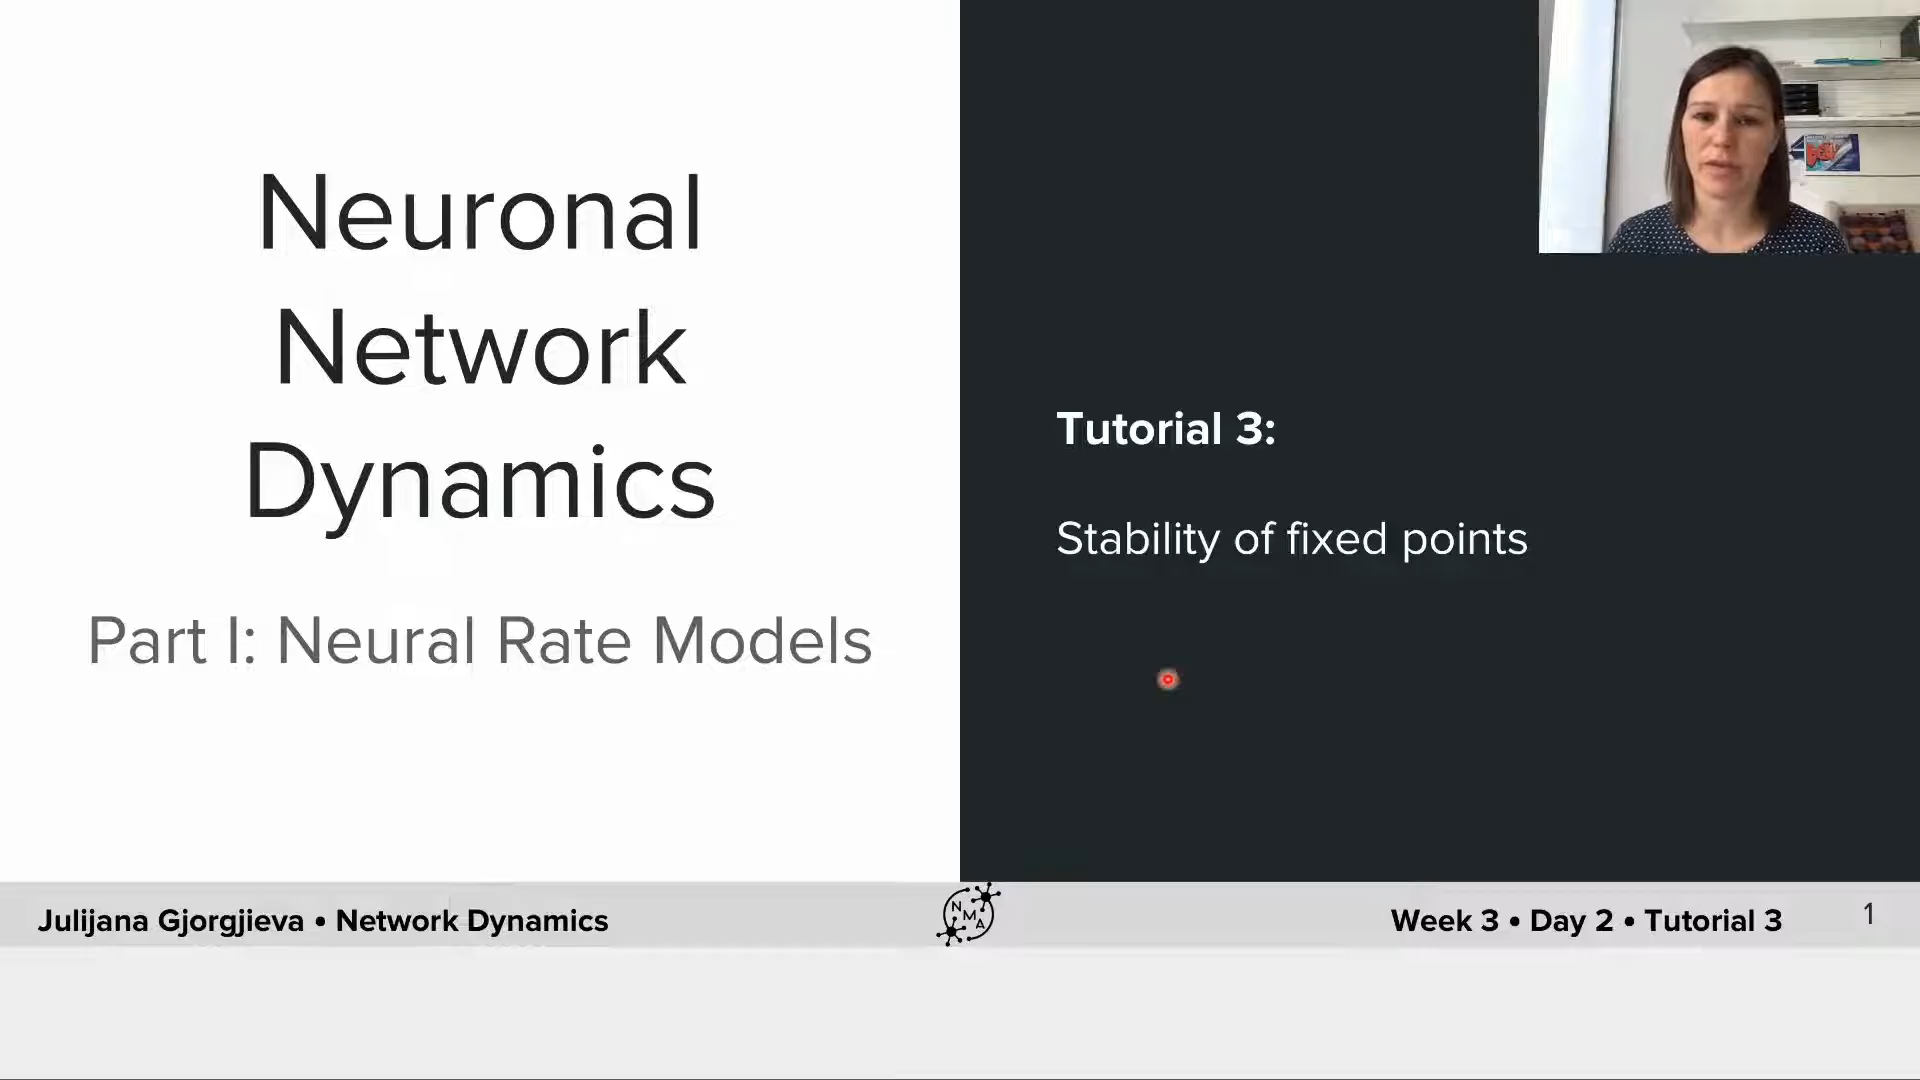 Neuronal
Network
Dynamics
Part I: Neural Rate Models
Tutorial 3:
Stability of fixed points
Julijana Gjorgjieva • Network Dynamics
NMA
Week 3 • Day 2 • Tutorial 3
1